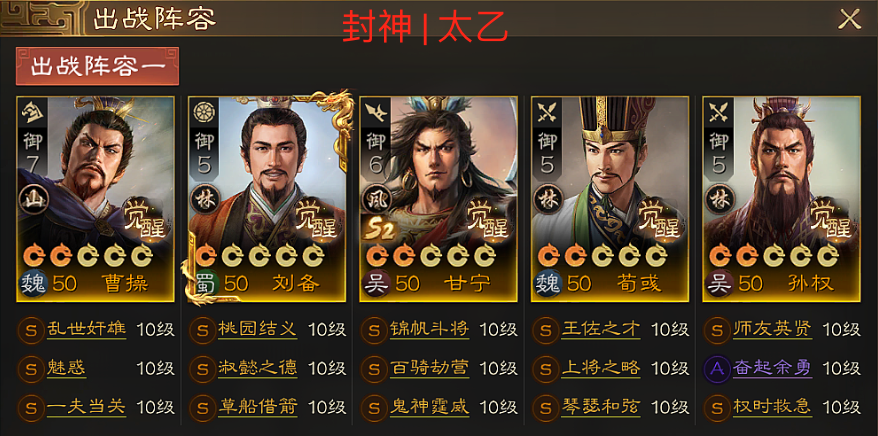 出战阵容
封神|太乙
出战阵容一
御 7 山 觉醒 魏 50 曹操
御 5 林 觉醒 蜀 50 刘备
御 6 风 S2 觉醒 吴 50 甘宁
御 5 林 觉醒 魏 50 荀彧
御 5 林 觉醒 吴 50 孙权
S 乱世奸雄 10级 S 桃园结义 10级 S 锦帆斗将 10级 S 王佐之才 10级 S 师友英贤 10级
S 魅惑 10级 S 淑懿之德 10级 S 百骑劫营 10级 S 上将之略 10级 A 奋起余勇 10级
S 一夫当关 10级 S 草船借箭 10级 S 鬼神霆威 10级 S 琴瑟和弦 10级 S 权时救急 10级